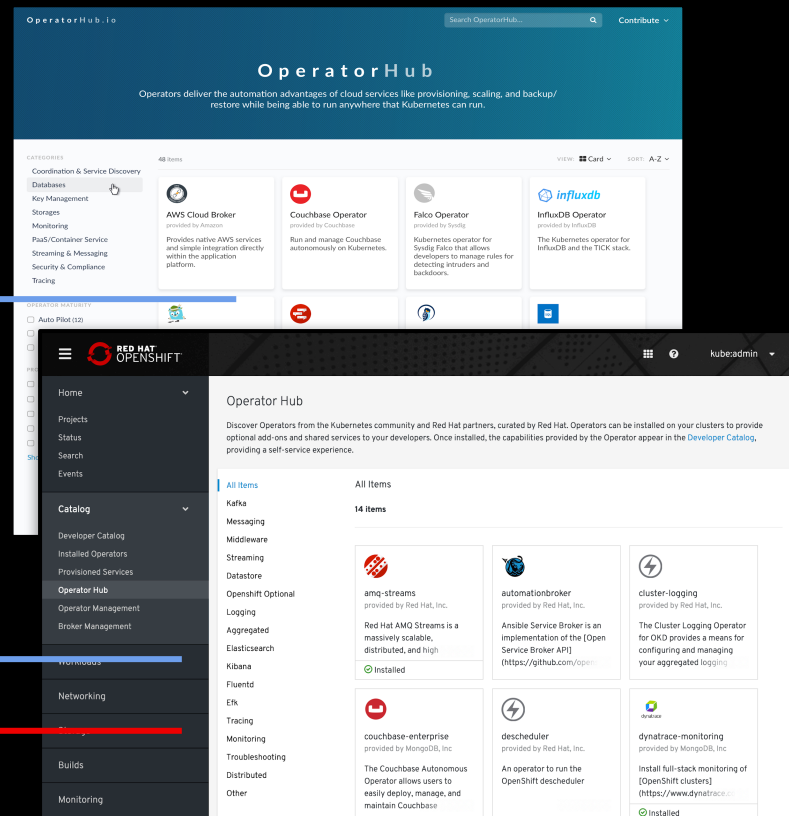 OperatorHub.io
Search OperatorHub...
Contribute
OperatorHub
Operators deliver the automation advantages of cloud services like provisioning, scaling, and backup/
restore while being able to run anywhere that Kubernetes can run.
CATEGORIES
Coordination & Service Discovery
Databases
Key Management
Storages
Monitoring
PaaS/Container Service
Streaming & Messaging
Security & Compliance
Tracing
OPERATOR MATURITY
Auto Pilot (12)
48 items
VIEW: Card
SORT: A-Z
AWS Cloud Broker
provided by Amazon
Provides native AWS services
and simple integration directly
within the application
platform.
Couchbase Operator
provided by Couchbase
Run and manage Couchbase
autonomously on Kubernetes.
Falco Operator
provided by Sysdig
Kubernetes operator for
Sysdig Falco that allows
developers to manage rules for
detecting intruders and
backdoors.
influxdb
InfluxDB Operator
provided by InfluxDB
The Kubernetes operator for
InfluxDB and the TICK stack.
RED HAT
OPENSHIFT
kube:admin
Home
Projects
Status
Search
Events
Catalog
Developer Catalog
Installed Operators
Provisioned Services
Operator Hub
Operator Management
Broker Management
Workloads
Networking
Builds
Monitoring
Operator Hub
Discover Operators from the Kubernetes community and Red Hat partners, curated by Red Hat. Operators can be installed on your clusters to provide
optional add-ons and shared services to your developers. Once installed, the capabilities provided by the Operator appear in the Developer Catalog,
providing a self-service experience.
All Items
Kafka
Messaging
Middleware
Streaming
Datastore
Openshift Optional
Logging
Aggregated
Elasticsearch
Kibana
Fluentd
Efk
Tracing
Monitoring
Troubleshooting
Distributed
Other
All Items
14 items
amq-streams
provided by Red Hat, Inc.
Red Hat AMQ Streams is a
massively scalable,
distributed, and high
Installed
automationbroker
provided by Red Hat, Inc.
Ansible Service Broker is an
implementation of the [Open
Service Broker API]
(https://github.com/open
cluster-logging
provided by Red Hat, Inc.
The Cluster Logging Operator
for OKD provides a means for
configuring and managing
your aggregated logging
couchbase-enterprise
provided by MongoDB, Inc
The Couchbase Autonomous
Operator allows users to
easily deploy, manage, and
maintain Couchbase
descheduler
provided by Red Hat, Inc.
An operator to run the
OpenShift descheduler
dynatrace
dynatrace-monitoring
provided by MongoDB, Inc
Install full-stack monitoring of
[OpenShift clusters]
(https://www.dynatrace.c
Installed